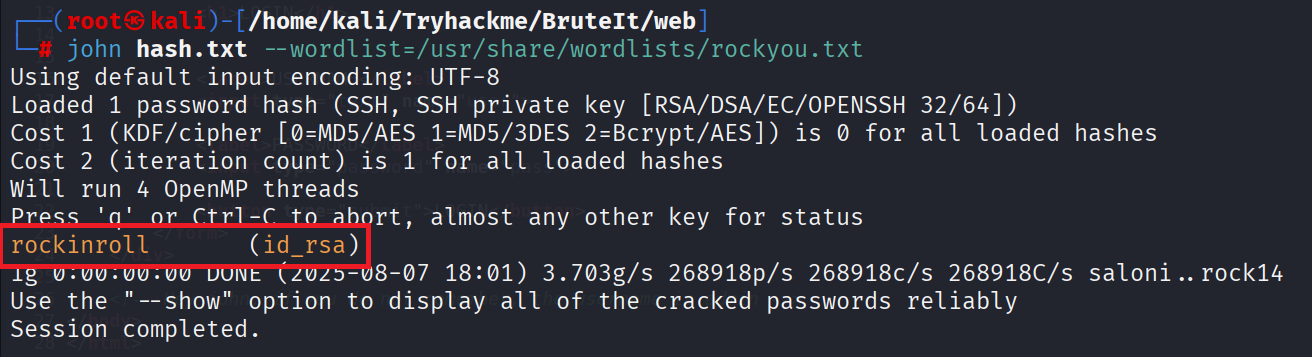 ┌──(root㉿kali)-[/home/kali/Tryhackme/BruteIt/web]
└─# john hash.txt --wordlist=/usr/share/wordlists/rockyou.txt
Using default input encoding: UTF-8
Loaded 1 password hash (SSH, SSH private key [RSA/DSA/EC/OPENSSH 32/64])
Cost 1 (KDF/cipher [0=MD5/AES 1=MD5/3DES 2=Bcrypt/AES]) is 0 for all loaded hashes
Cost 2 (iteration count) is 1 for all loaded hashes
Will run 4 OpenMP threads
Press 'q' or Ctrl-C to abort, almost any other key for status
rockinroll       (id_rsa)
1g 0:00:00:00 DONE (2025-08-07 18:01) 3.703g/s 268918p/s 268918c/s 268918C/s saloni..rock14
Use the "--show" option to display all of the cracked passwords reliably
Session completed.